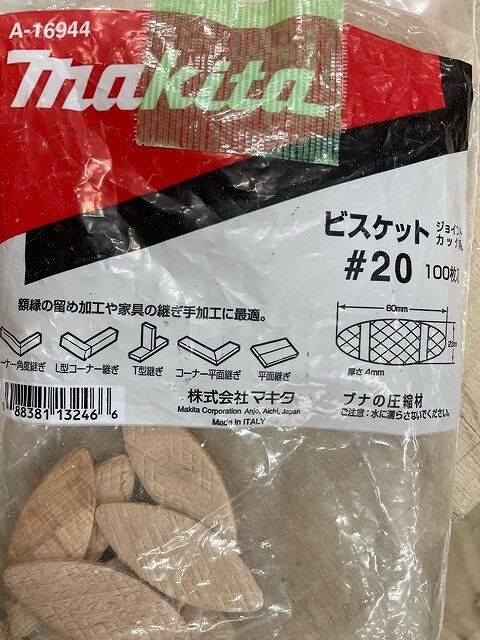 A-16944
makita
ビスケット
ジョイント
#20
100枚入
60mm
額縁の留め加工や家具の継ぎ手加工に最適。
厚さ 4mm
コーナー角度継ぎ
L型コーナー継ぎ
T型継ぎ
コーナー平面継ぎ
平面継ぎ
株式会社マキタ
Makita Corporation Anjo, Aichi, Japan
Made in ITALY
ブナの圧縮材
ご注意:水に濡らさないでください。
88381 13246 6